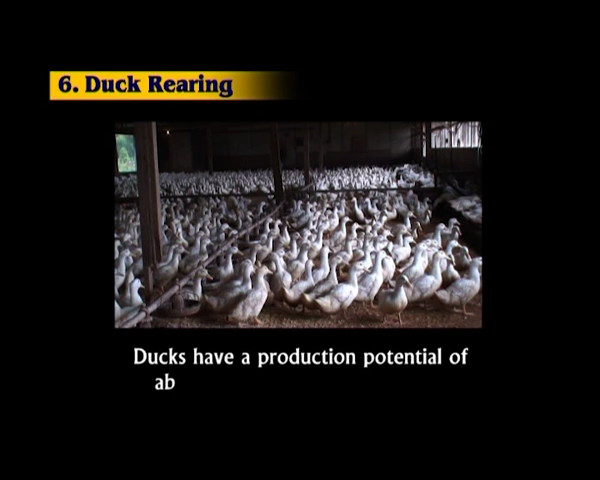 6. Duck Rearing
Ducks have a production potential of
ab